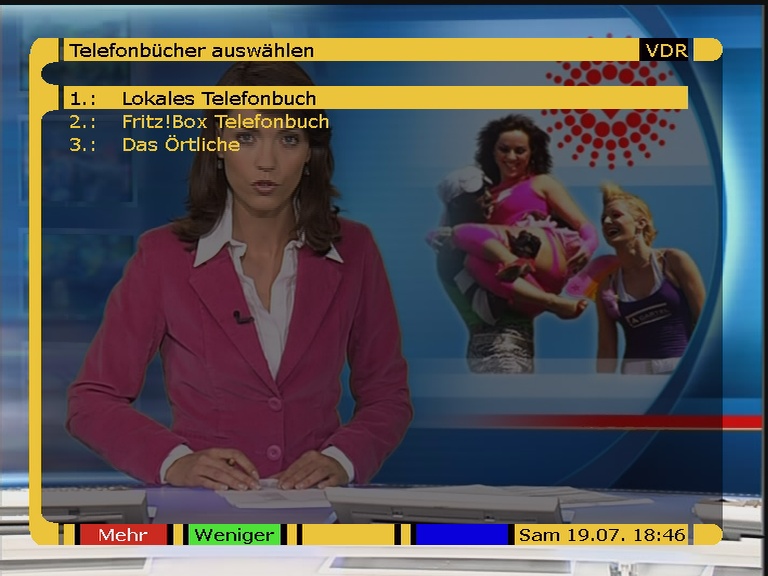 Telefonbücher auswählen VDR
1.: Lokales Telefonbuch
2.: Fritz!Box Telefonbuch
3.: Das Örtliche
Mehr Weniger Sam 19.07. 18:46